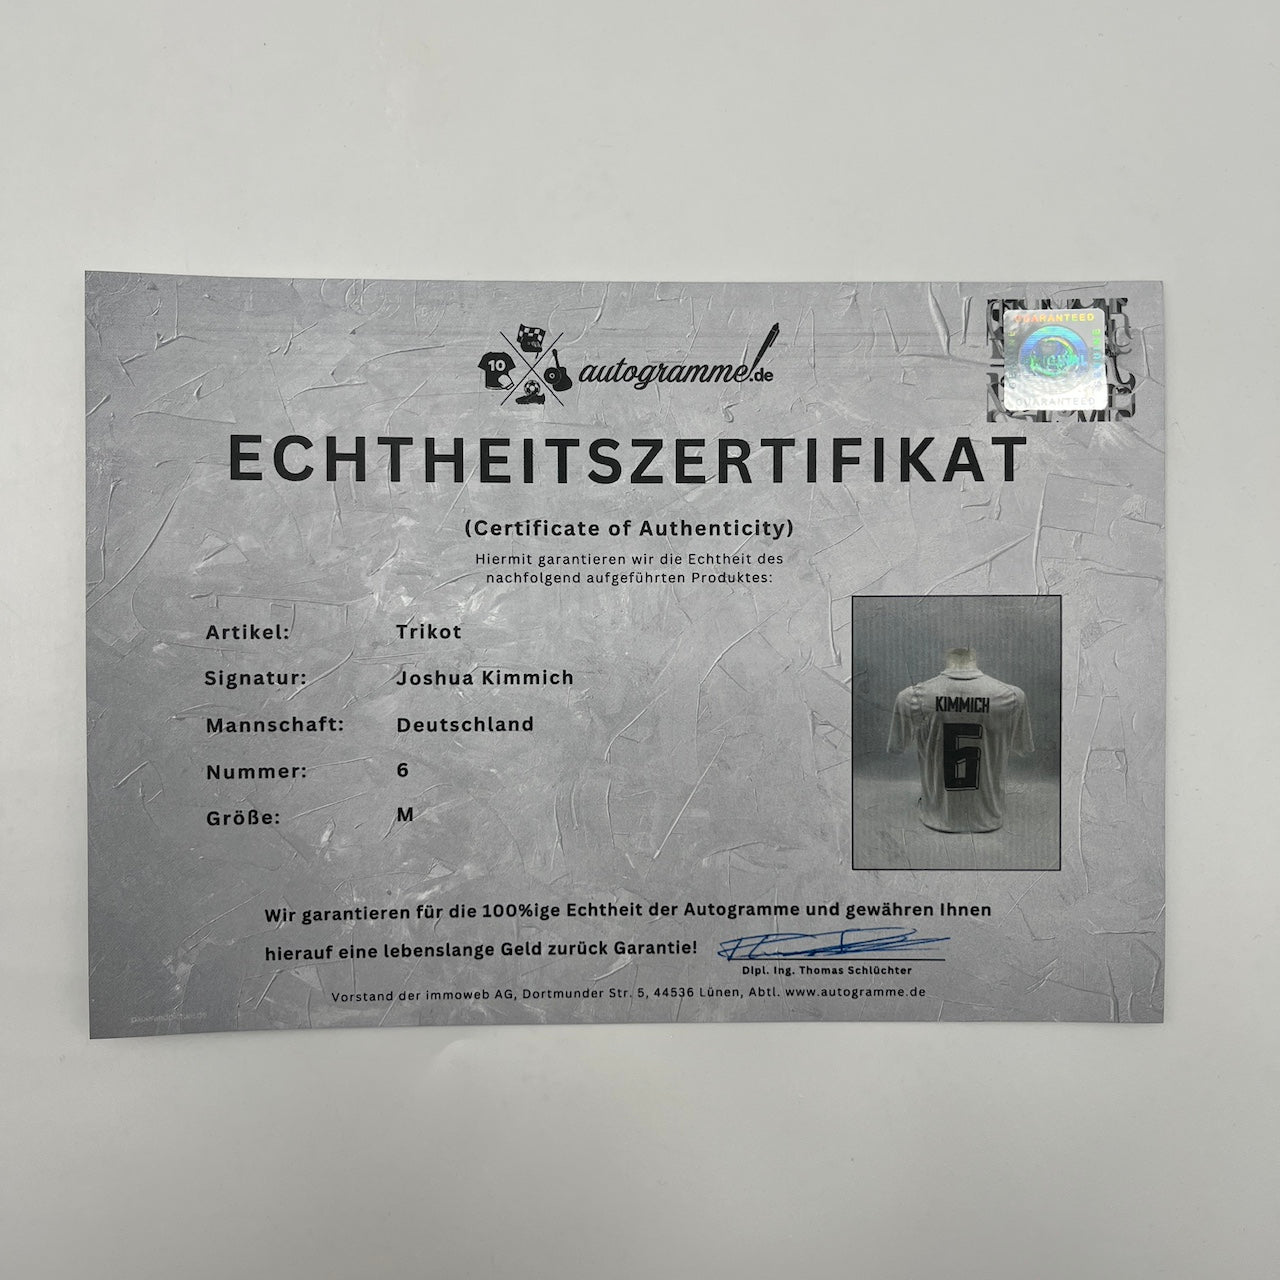 10
autogramme!.de
GUARANTEED
ORIGINAL
GUARANTEED
ECHTHEITSZERTIFIKAT
(Certificate of Authenticity)
Hiermit garantieren wir die Echtheit des
nachfolgend aufgeführten Produktes:
Artikel: Trikot
Signatur: Joshua Kimmich
Mannschaft: Deutschland
Nummer: 6
Größe: M
KIMMICH
6
Wir garantieren für die 100%ige Echtheit der Autogramme und gewähren Ihnen
hierauf eine lebenslange Geld zurück Garantie!
Dipl. Ing. Thomas Schlüchter
Vorstand der immoweb AG, Dortmunder Str. 5, 44536 Lünen, Abtl. www.autogramme.de